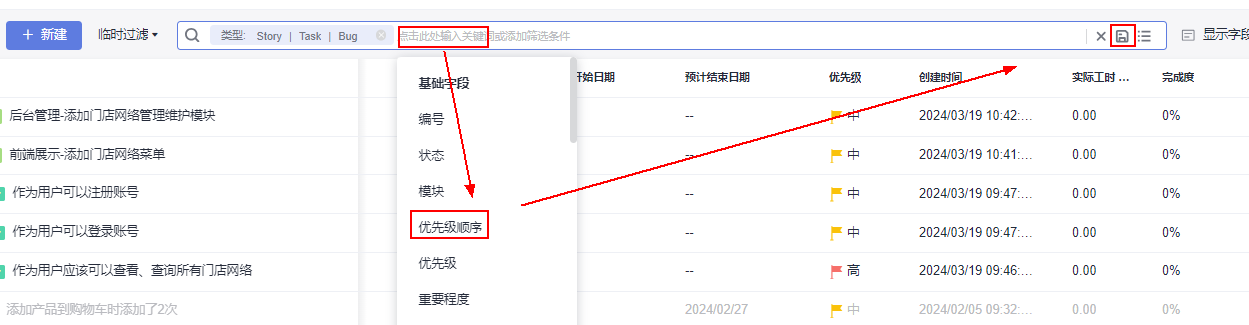 新建 临时过滤 类型: Story | Task | Bug 点击此处输入关键词或添加筛选条件 显示字段
开始日期 预计结束日期 优先级 创建时间 实际工时 ... 完成度
基础字段
后台管理-添加门店网络管理维护模块 -- 中 2024/03/19 10:42:... 0.00 0%
编号
前端展示-添加门店网络菜单 -- 中 2024/03/19 10:41:... 0.00 0%
状态
作为用户可以注册账号 -- 中 2024/03/19 09:47:... 0.00 0%
模块
作为用户可以登录账号 -- 中 2024/03/19 09:47:... 0.00 0%
优先级顺序
作为用户应该可以查看、查询所有门店网络 -- 高 2024/03/19 09:46:... 0.00 0%
优先级
重要程度
添加产品到购物车时添加了2次 2024/02/27 中 2024/02/05 09:32:... 0.00 0%